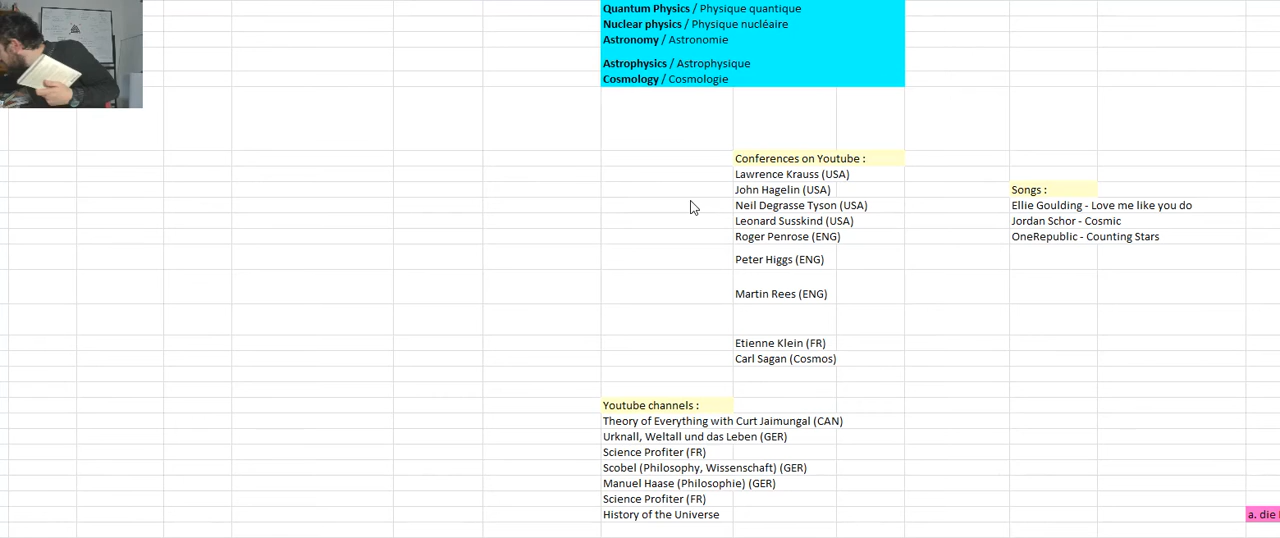 Quantum Physics / Physique quantique
Nuclear physics / Physique nucléaire
Astronomy / Astronomie
Astrophysics / Astrophysique
Cosmology / Cosmologie
Conferences on Youtube :
Lawrence Krauss (USA)
John Hagelin (USA)
Neil Degrasse Tyson (USA)
Leonard Susskind (USA)
Roger Penrose (ENG)
Peter Higgs (ENG)
Martin Rees (ENG)
Etienne Klein (FR)
Carl Sagan (Cosmos)
Songs :
Ellie Goulding - Love me like you do
Jordan Schor - Cosmic
OneRepublic - Counting Stars
Youtube channels :
Theory of Everything with Curt Jaimungal (CAN)
Urknall, Weltall und das Leben (GER)
Science Profiter (FR)
Scobel (Philosophy, Wissenschaft) (GER)
Manuel Haase (Philosophie) (GER)
Science Profiter (FR)
History of the Universe
a. die